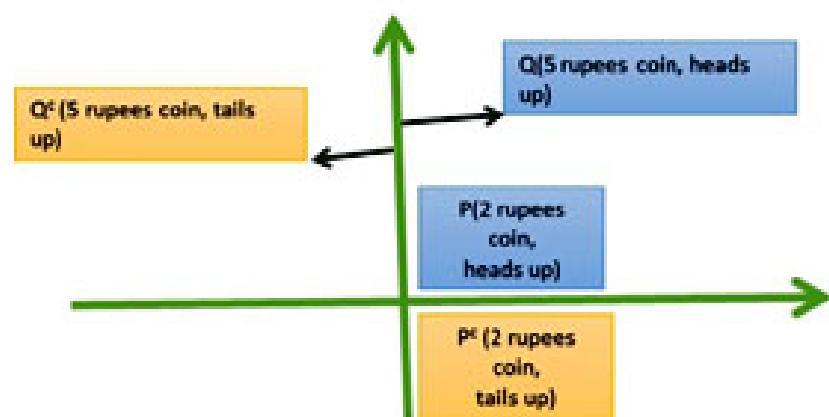 Q(5 rupees coin, heads
up)
Qᶜ (5 rupees coin, tails
up)
P(2 rupees
coin,
heads up)
Pᶜ (2 rupees
coin,
tails up)